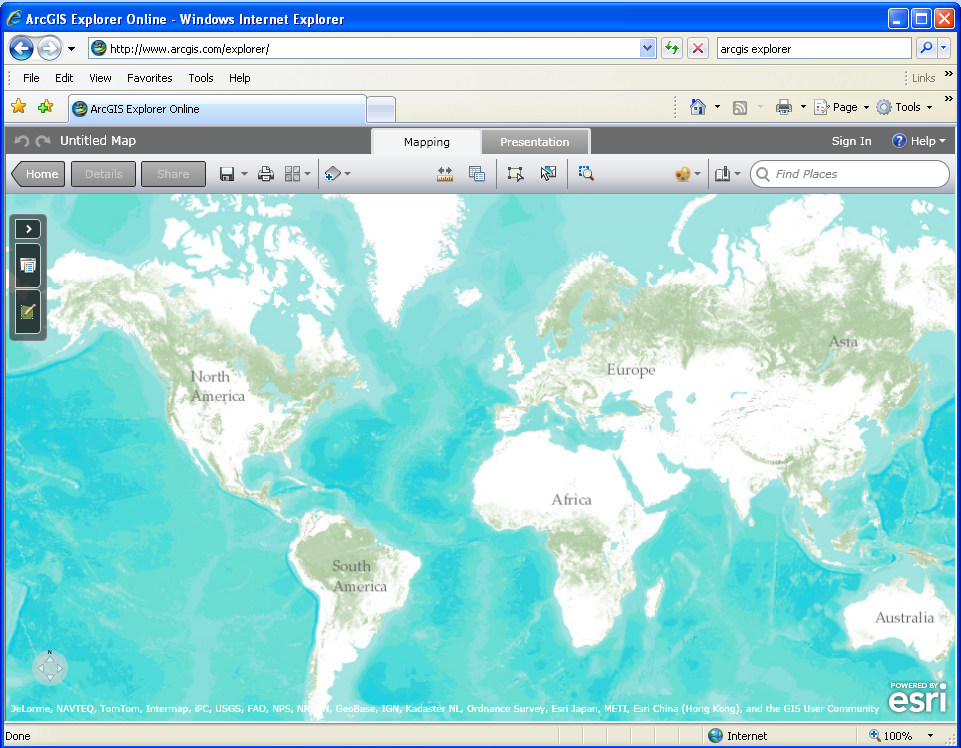 ArcGIS Explorer Online - Windows Internet Explorer
http://www.arcgis.com/explorer/
arcgis explorer
File Edit View Favorites Tools Help
Links »
ArcGIS Explorer Online
Page Tools »
Untitled Map
Mapping Presentation
Sign In
? Help
Home Details Share
Find Places
North
America
Europe
Asia
Africa
South
America
Australia
N
POWERED BY
esri
DeLorme, NAVTEQ, TomTom, Intermap, iPC, USGS, FAO, NPS, NRCAN, GeoBase, IGN, Kadaster NL, Ordnance Survey, Esri Japan, METI, Esri China (Hong Kong), and the GIS User Community
Done
Internet
100%